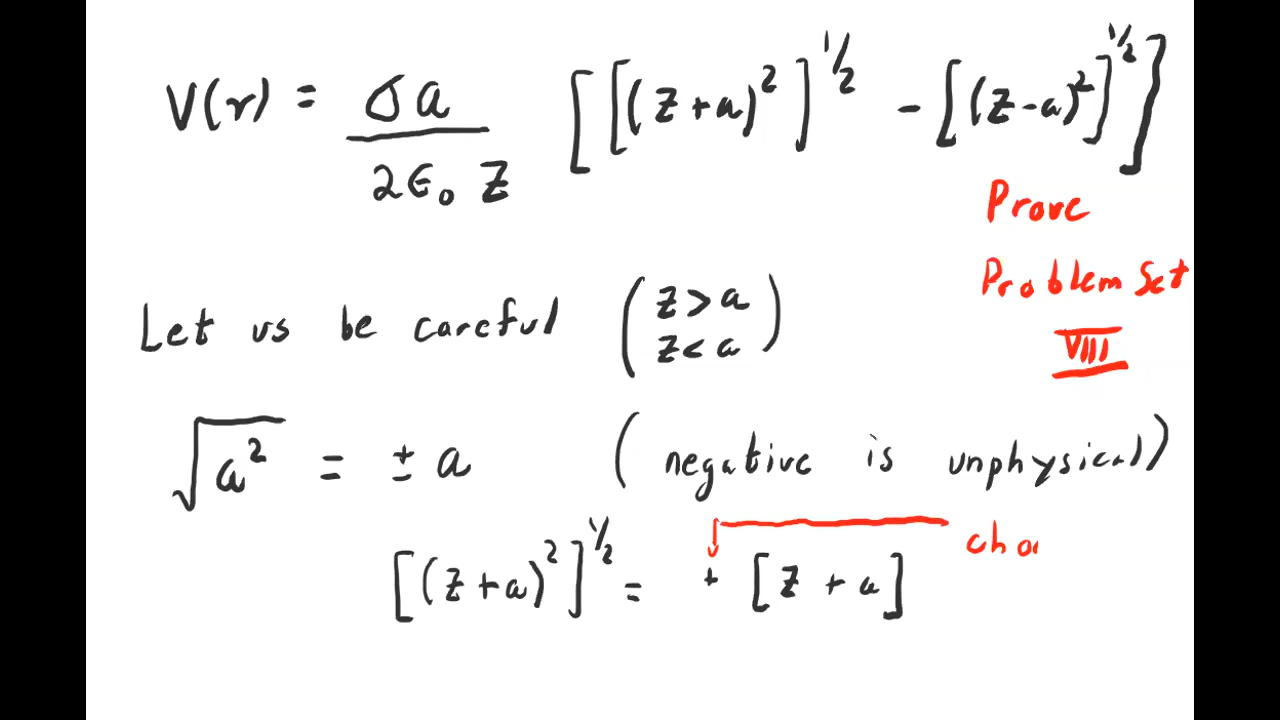 V(r) = σa / 2ϵ₀ z [[(z+a)²]^1/2 - [(z-a)²]^1/2]
Prove
Problem Set
VIII
Let us be careful (z>a
z<a)
√a² = ± a (negative is unphysical)
[(z+a)²]^1/2 = + [z + a]